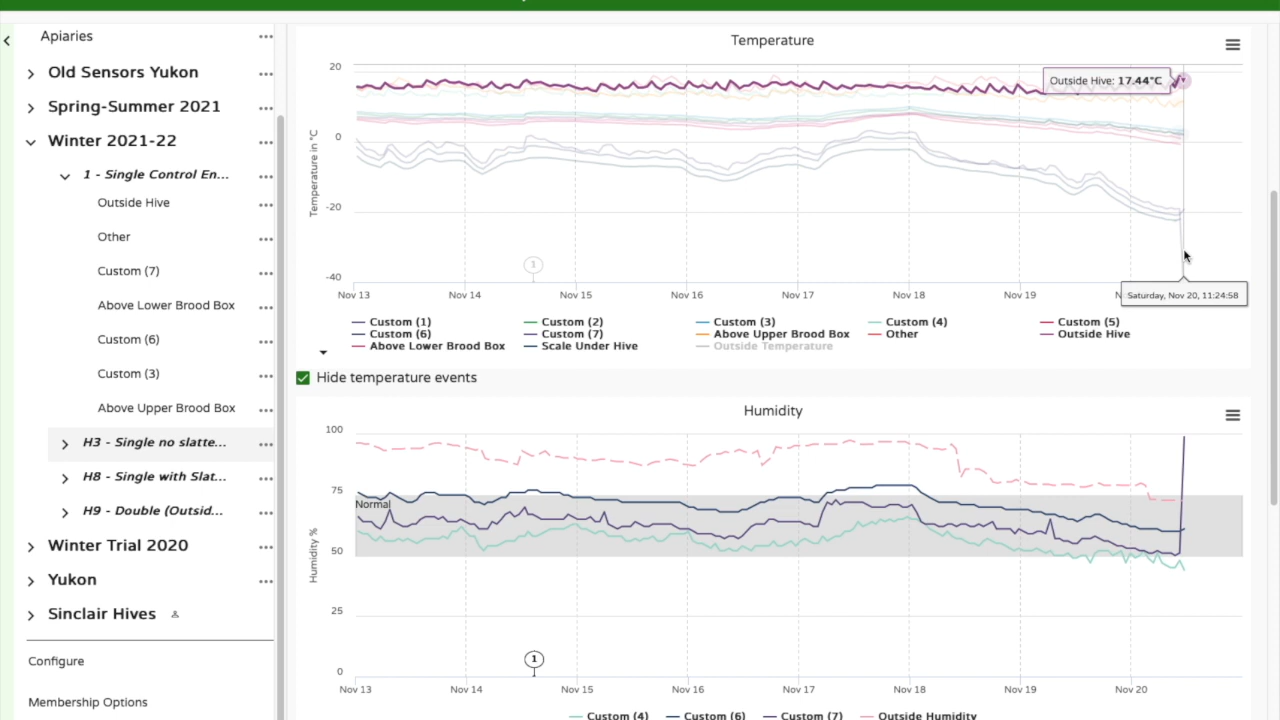 Apiaries
Old Sensors Yukon
Spring-Summer 2021
Winter 2021-22
1 - Single Control En...
Outside Hive
Other
Custom (7)
Above Lower Brood Box
Custom (6)
Custom (3)
Above Upper Brood Box
H3 - Single no slatte...
H8 - Single with Slat...
H9 - Double (Outsid...
Winter Trial 2020
Yukon
Sinclair Hives
Configure
Membership Options
Temperature
Temperature in °C
20
0
-20
-40
Outside Hive: 17.44°C
1
Nov 13 Nov 14 Nov 15 Nov 16 Nov 17 Nov 18 Nov 19 N
Saturday, Nov 20, 11:24:58
Custom (1) Custom (2) Custom (3) Custom (4) Custom (5)
Custom (6) Custom (7) Above Upper Brood Box Other Outside Hive
Above Lower Brood Box Scale Under Hive Outside Temperature
Hide temperature events
Humidity
Humidity %
100
75
50
25
0
Normal
1
Nov 13 Nov 14 Nov 15 Nov 16 Nov 17 Nov 18 Nov 19 Nov 20
Custom (4) Custom (6) Custom (7) Outside Humidity